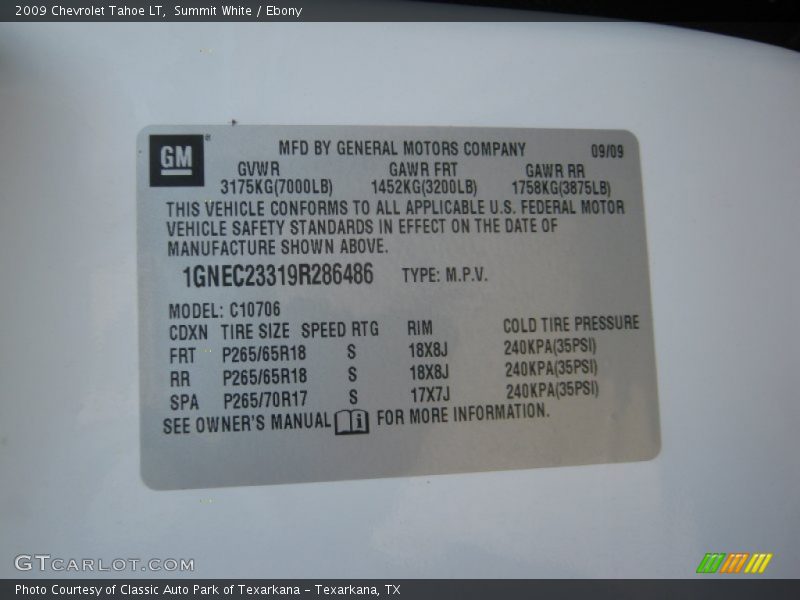 2009 Chevrolet Tahoe LT, Summit White / Ebony
GM ®
MFD BY GENERAL MOTORS COMPANY 09/09
GVWR GAWR FRT GAWR RR
3175KG(7000LB) 1452KG(3200LB) 1758KG(3875LB)
THIS VEHICLE CONFORMS TO ALL APPLICABLE U.S. FEDERAL MOTOR
VEHICLE SAFETY STANDARDS IN EFFECT ON THE DATE OF
MANUFACTURE SHOWN ABOVE.
1GNEC23319R286486 TYPE: M.P.V.
MODEL: C10706
CDXN TIRE SIZE SPEED RTG RIM COLD TIRE PRESSURE
FRT P265/65R18 S 18X8J 240KPA(35PSI)
RR P265/65R18 S 18X8J 240KPA(35PSI)
SPA P265/70R17 S 17X7J 240KPA(35PSI)
SEE OWNER'S MANUAL i FOR MORE INFORMATION.
GTCARLOT.COM
Photo Courtesy of Classic Auto Park of Texarkana – Texarkana, TX